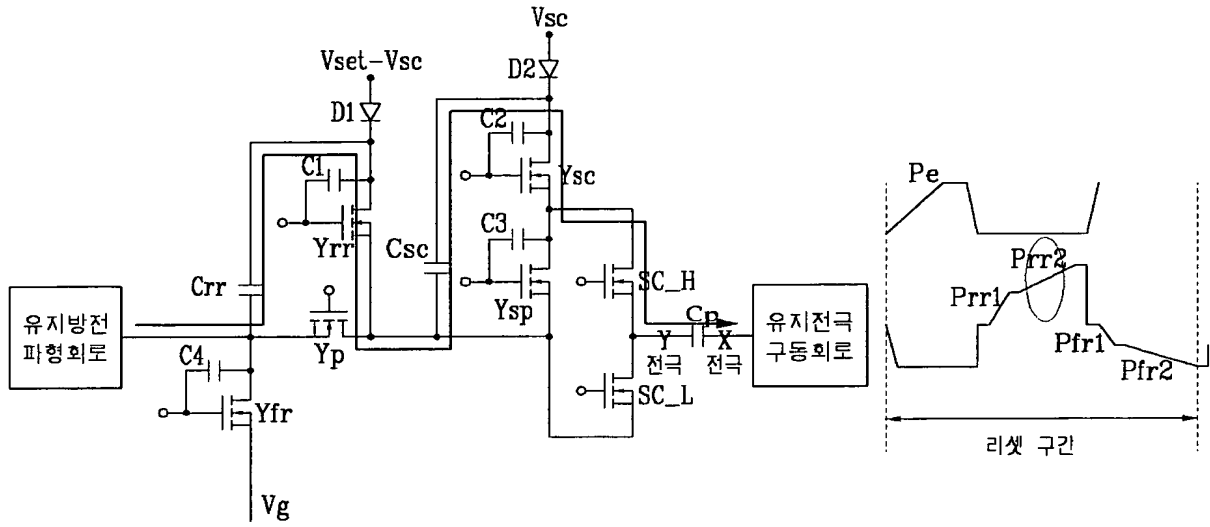 Vsc
Vset-Vsc
D2
D1
C2
C1
Ysc
Pe
C3
Yrr
Csc
Prr2
Crr
Ysp
SC_H
Prr1
유지방전
파형회로
Cp
유지전극
구동회로
Yp
Y
전극
X
전극
Pfr1
C4
Pfr2
Yfr
SC_L
리셋 구간
Vg